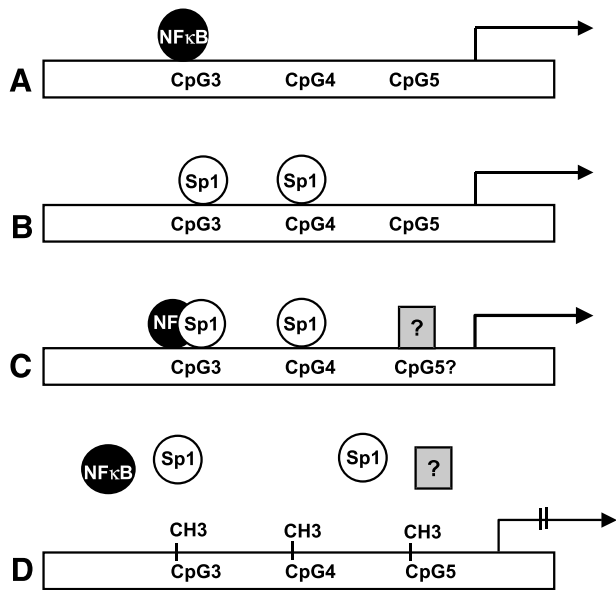 NFκB
A CpG3 CpG4 CpG5
Sp1 Sp1
B CpG3 CpG4 CpG5
NF Sp1 Sp1 ?
C CpG3 CpG4 CpG5?
NFκB Sp1 Sp1 ?
CH3 CH3 CH3
D CpG3 CpG4 CpG5